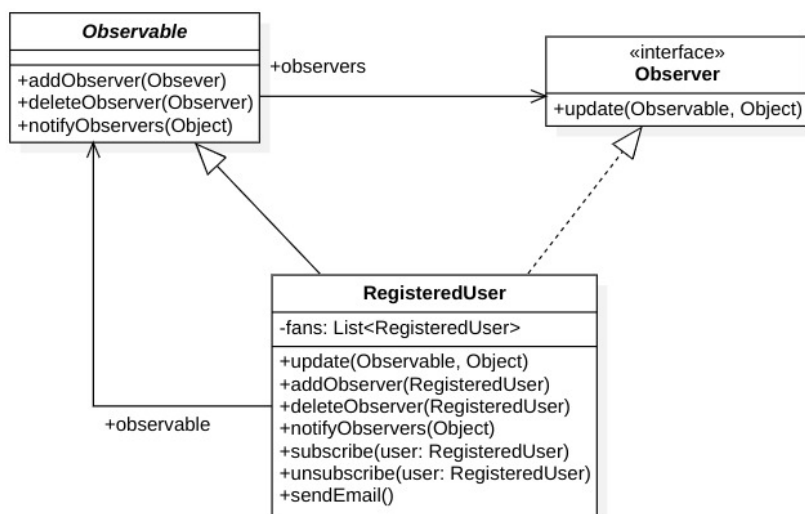 Observable
+addObserver(Obsever)
+deleteObserver(Observer)
+notifyObservers(Object)
+observers
«interface»
Observer
+update(Observable, Object)
RegisteredUser
-fans: List<RegisteredUser>
+update(Observable, Object)
+addObserver(RegisteredUser)
+deleteObserver(RegisteredUser)
+notifyObservers(Object)
+subscribe(user: RegisteredUser)
+unsubscribe(user: RegisteredUser)
+sendEmail()
+observable